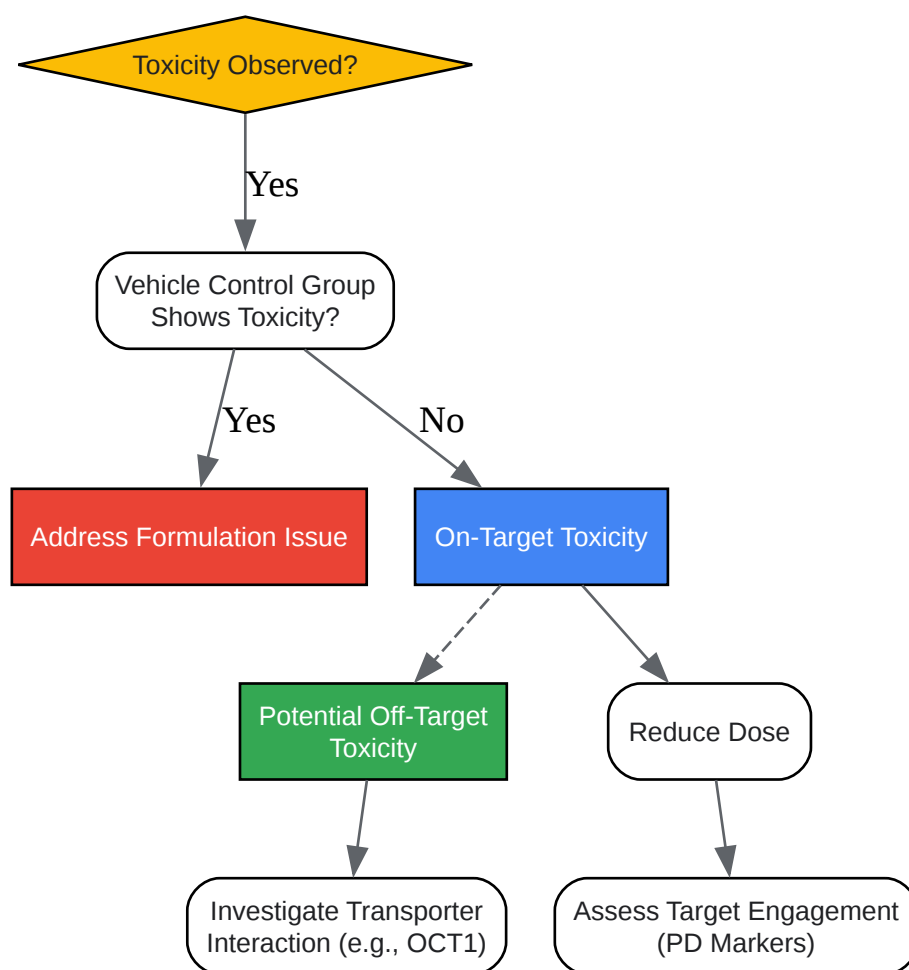 Toxicity Observed?
Yes
Vehicle Control Group
Shows Toxicity?
Yes
No
Address Formulation Issue
On-Target Toxicity
Potential Off-Target
Toxicity
Reduce Dose
Investigate Transporter
Interaction (e.g., OCT1)
Assess Target Engagement
(PD Markers)